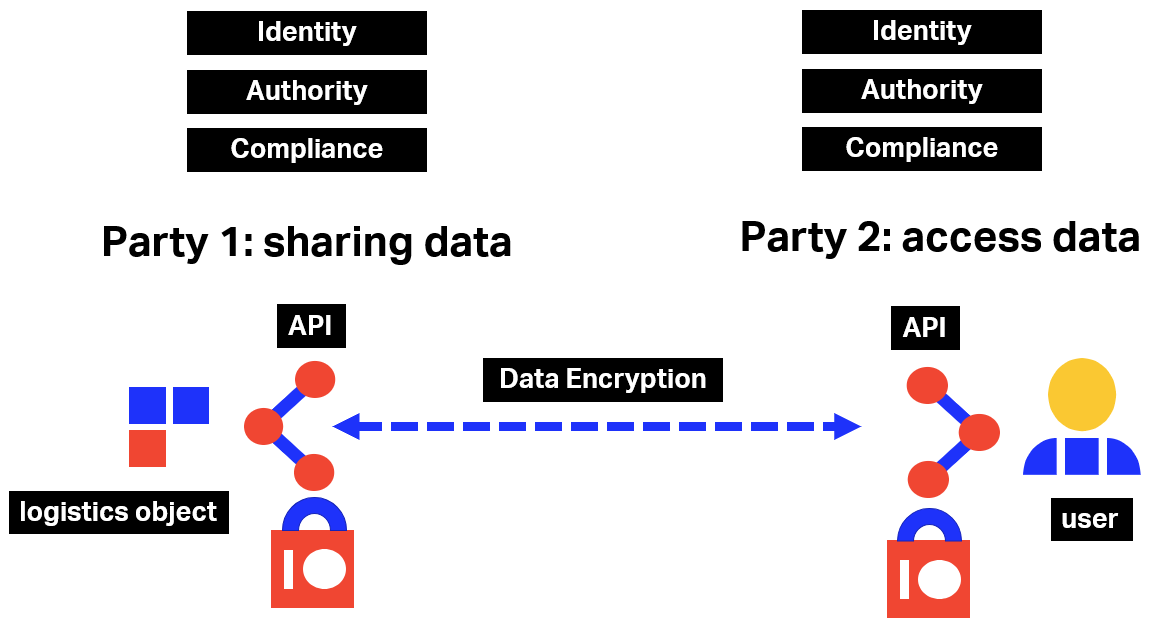 Identity
Authority
Compliance
Party 1: sharing data
API
logistics object
Data Encryption
Identity
Authority
Compliance
Party 2: access data
API
user